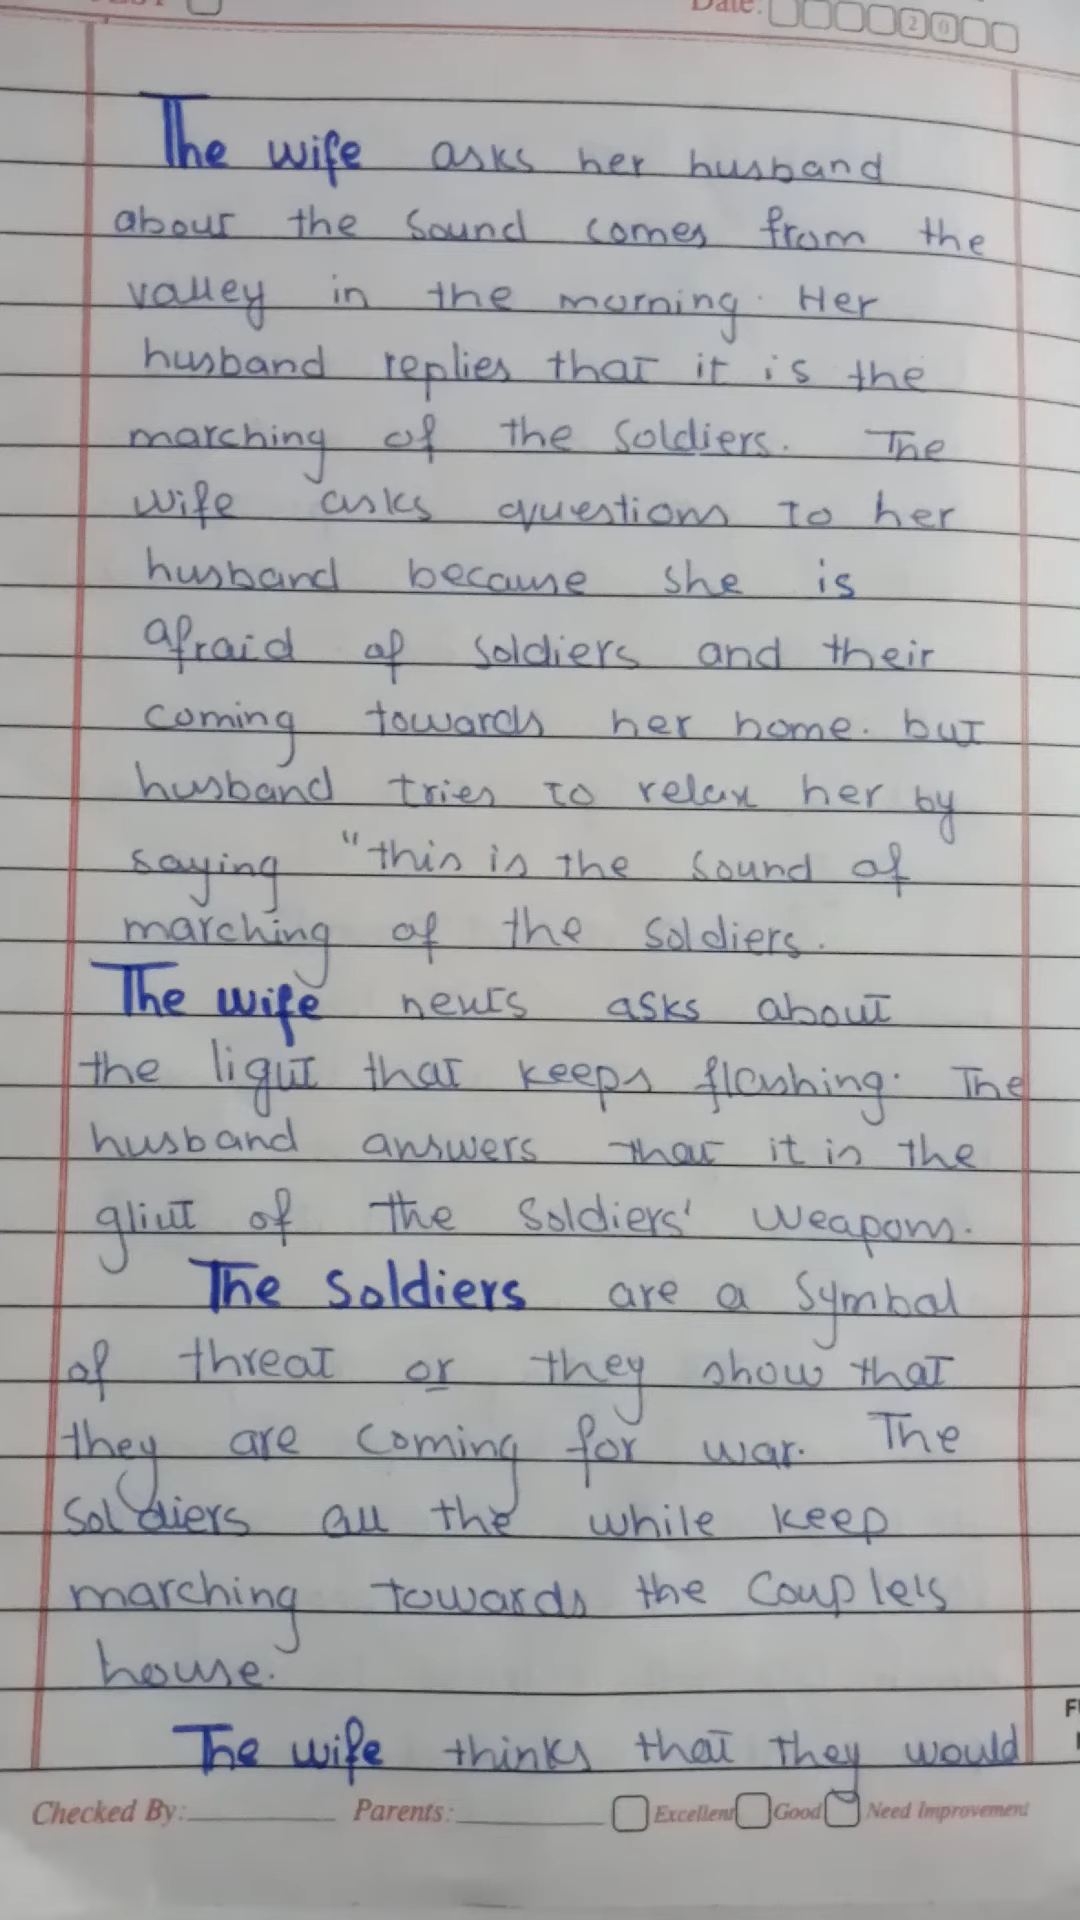 Date: 2 0
The wife asks her husband
about the sound comes from the
valley in the morning. Her
husband replies that it is the
marching of the soldiers. The
wife asks questions to her
husband because she is
afraid of soldiers and their
coming towards her home. but
husband tries to relax her by
saying "this is the sound of
marching of the soldiers.
The wife next asks about
the light that keeps flashing. The
husband answers that it is the
glint of the soldiers' weapons.
The Soldiers are a symbol
of threat or they show that
they are coming for war. The
soldiers all the while keep
marching towards the couple's
house.
The wife thinks that they would
Checked By: Parents: Excellent Good Need Improvement